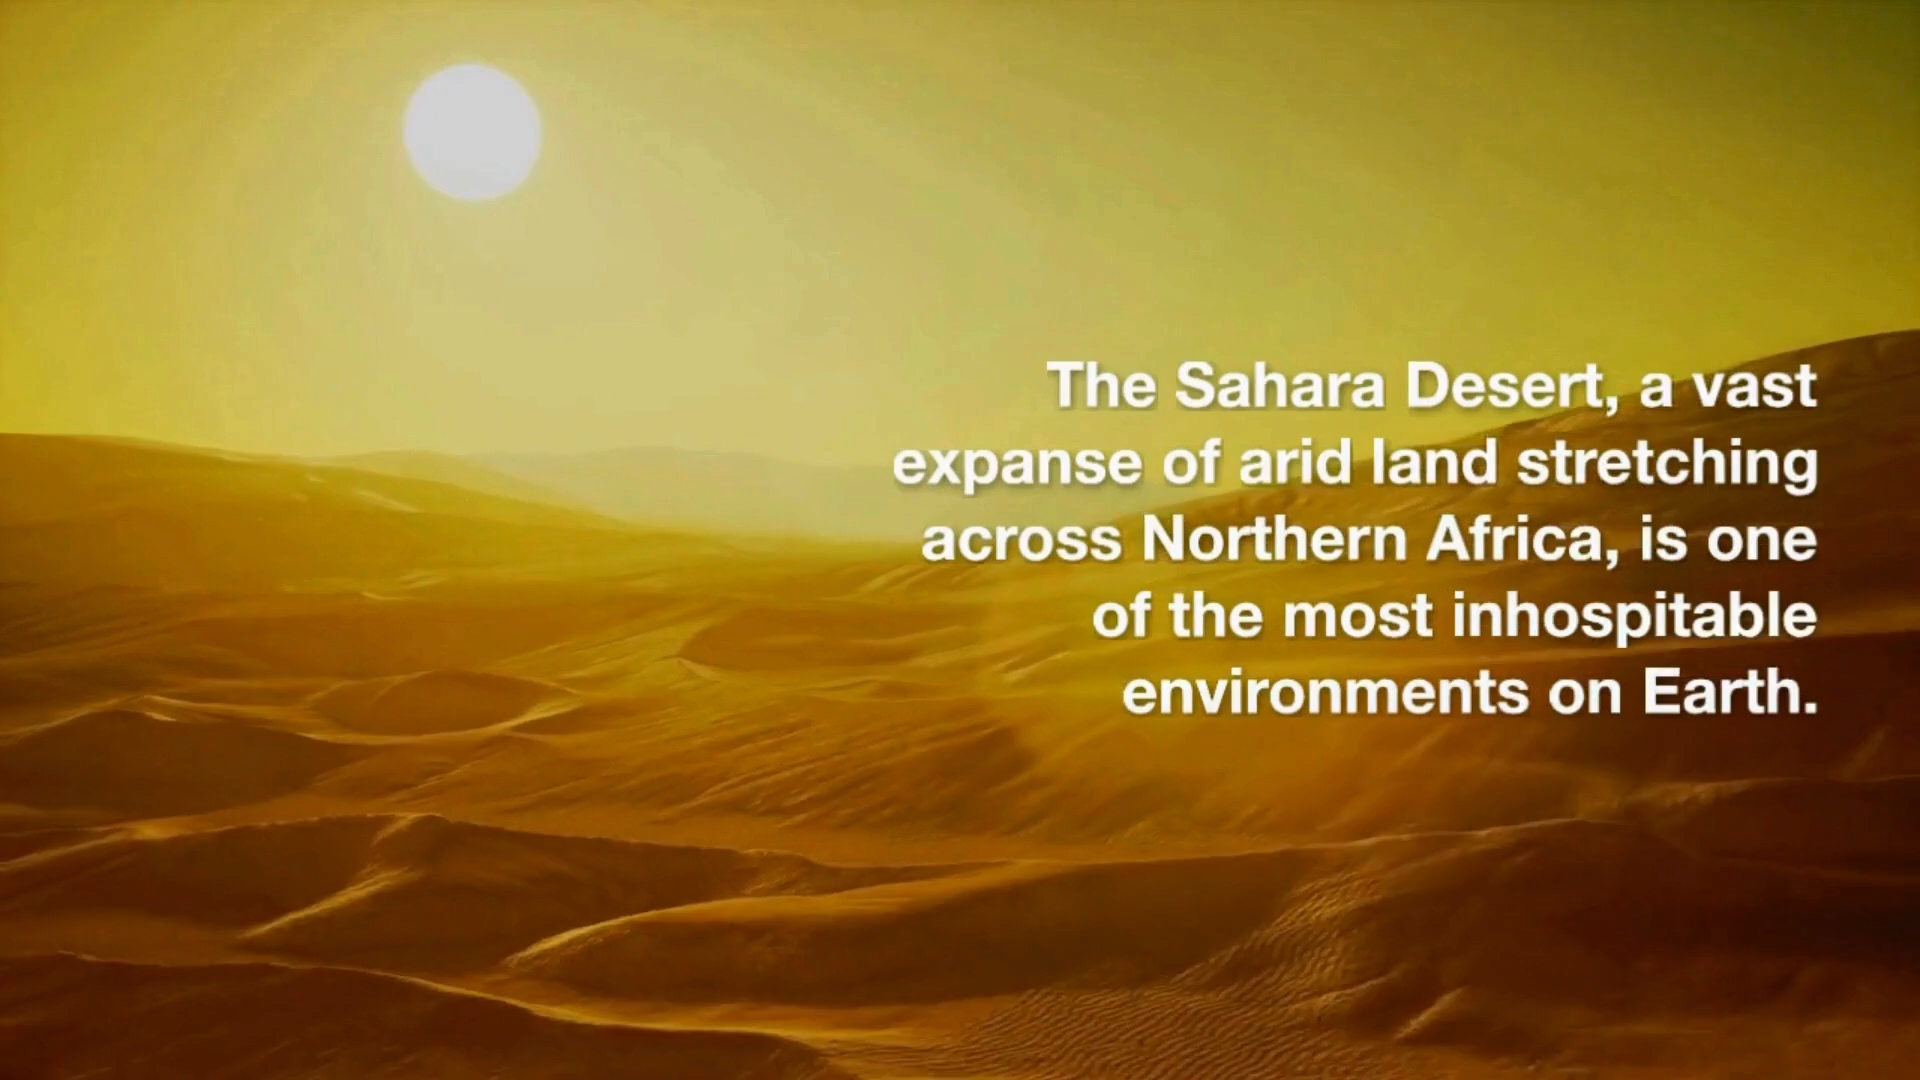 The Sahara Desert, a vast
expanse of arid land stretching
across Northern Africa, is one
of the most inhospitable
environments on Earth.